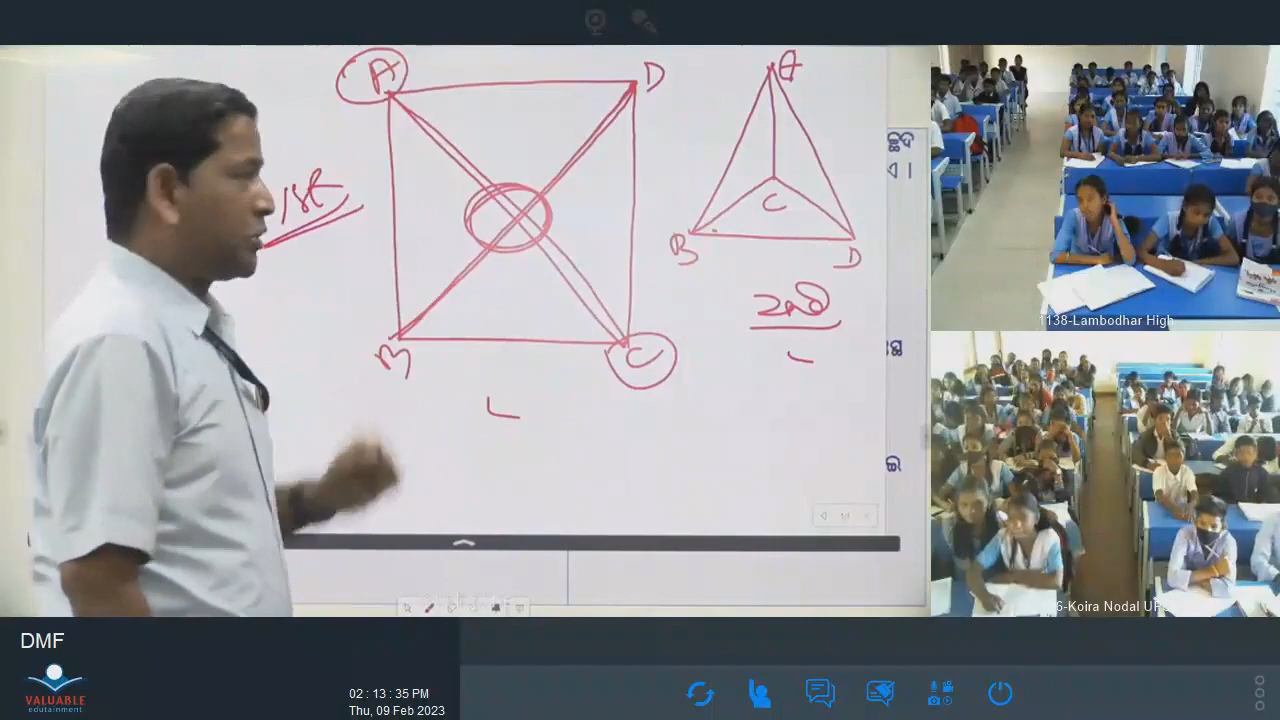 A
D
1st
B
C
A
B
C
D
2nd
ଚ୍ଛେଦ
ଏ ।
ଇ
1138-Lambodhar High
6-Koira Nodal UP
DMF
VALUABLE
edutainment
02 : 13 : 35 PM
Thu, 09 Feb 2023